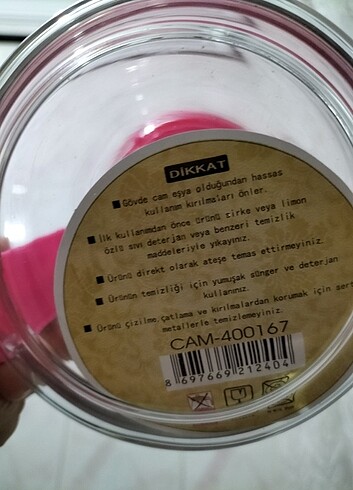 DİKKAT
Gövde cam eşya olduğundan hassas
kullanım kırılmaları önler.
İlk kullanımdan önce ürünü sirke veya limon
özlü sıvı deterjan veya benzeri temizlik
maddeleriyle yıkayınız.
Ürünü direkt olarak ateşe temas ettirmeyiniz.
Ürünün temizliği için yumuşak sünger ve deterjan
kullanınız.
Ürünü çizilme, çatlama ve kırılmalardan korumak için sert
metallerle temizlemeyiniz.
CAM-400167
8 697669 212404